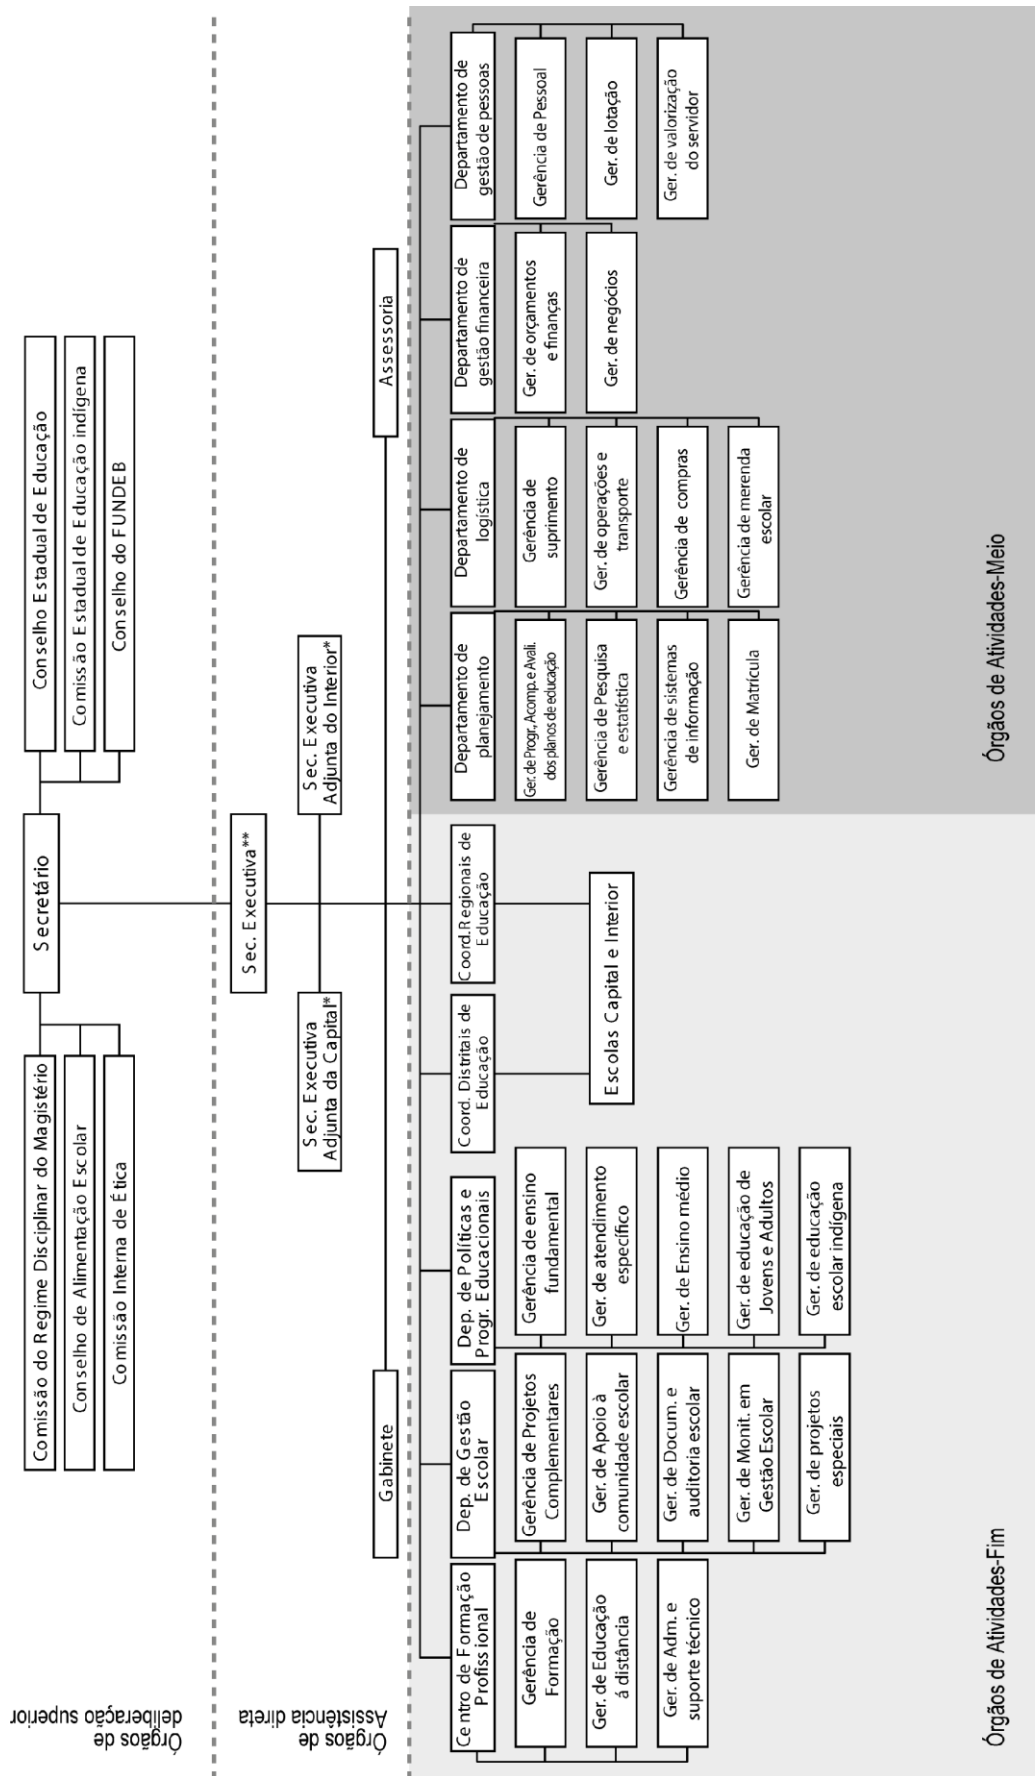 Órgãos de
deliberação superior
Comissão do Regime Disciplinar do Magistério
Conselho de Alimentação Escolar
Comissão Interna de Ética
Secretário
Conselho Estadual de Educação
Comissão Estadual de Educação indígena
Conselho do FUNDEB
Órgãos de
Assistência direta
Sec. Executiva**
Sec. Executiva
Adjunta da Capital*
Sec. Executiva
Adjunta do Interior*
Gabinete
Assessoria
Centro de Formação
Profissional
Gerência de
Formação
Ger. de Educação
á distância
Ger. de Adm. e
suporte técnico
Dep. de Gestão
Escolar
Gerência de Projetos
Complementares
Ger. de Apoio à
comunidade escolar
Ger. de Docum. e
auditoria escolar
Ger. de Monit. em
Gestão Escolar
Ger. de projetos
especiais
Dep. de Políticas e
Progr. Educacionais
Gerência de ensino
fundamental
Ger. de atendimento
específico
Ger. de Ensino médio
Ger. de educação de
Jovens e Adultos
Ger. de educação
escolar indígena
Coord. Distritais de
Educação
Coord.Regionais de
Educação
Escolas Capital e Interior
Departamento de
planejamento
Ger. de Progr., Acomp. e Avali.
dos planos de educação
Gerência de Pesquisa
e estatística
Gerência de sistemas
de informação
Ger. de Matrícula
Departamento de
logística
Gerência de
suprimento
Ger. de operações e
transporte
Gerência de compras
Gerência de merenda
escolar
Departamento de
gestão financeira
Ger. de orçamentos
e finanças
Ger. de negócios
Departamento de
gestão de pessoas
Gerência de Pessoal
Ger. de lotação
Ger. de valorização
do servidor
Órgãos de Atividades-Fim
Órgãos de Atividades-Meio